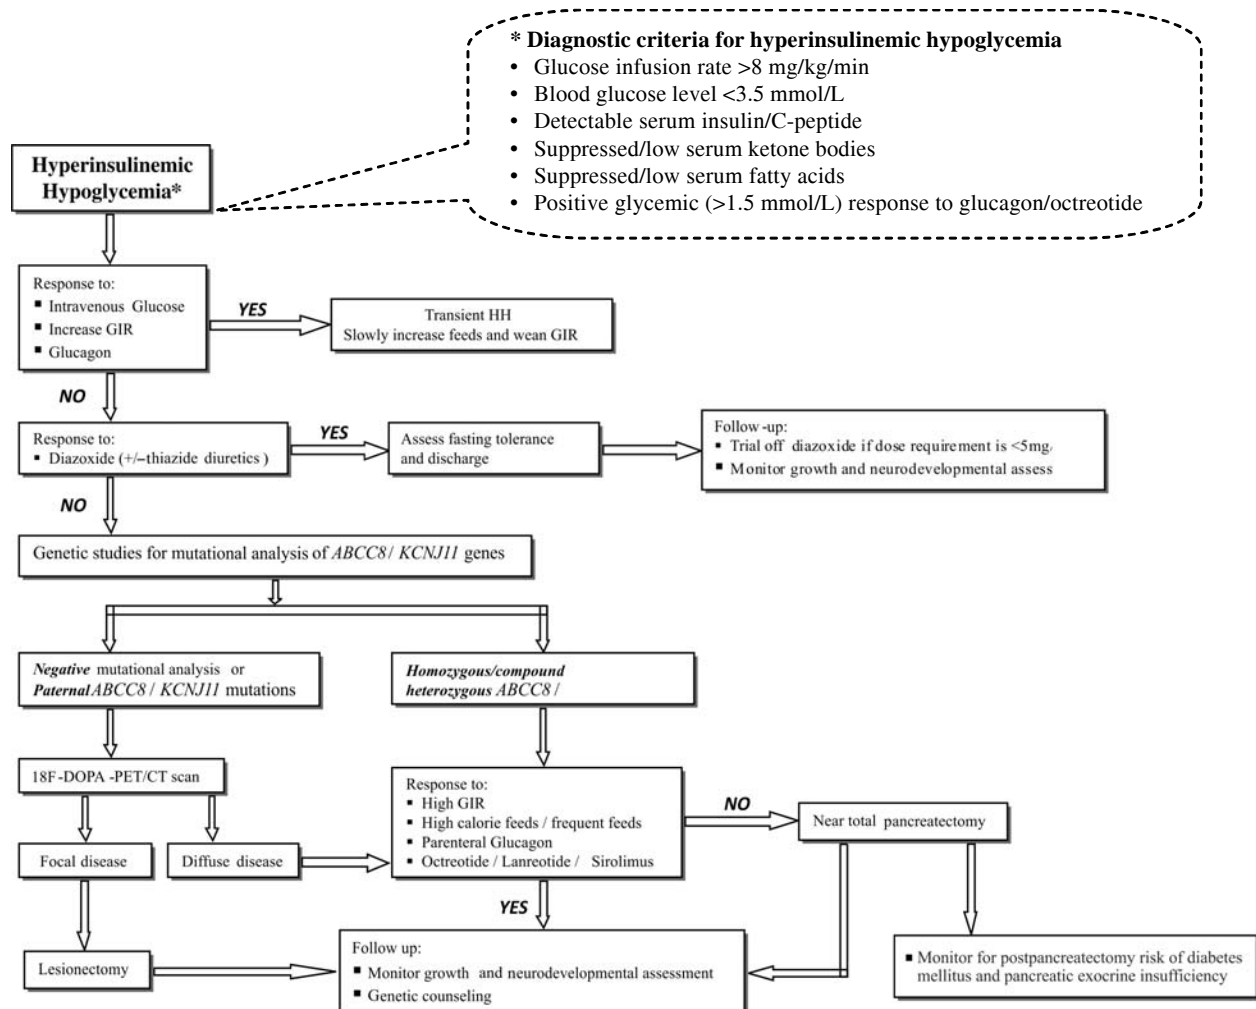 * Diagnostic criteria for hyperinsulinemic hypoglycemia
• Glucose infusion rate >8 mg/kg/min
• Blood glucose level <3.5 mmol/L
• Detectable serum insulin/C-peptide
• Suppressed/low serum ketone bodies
• Suppressed/low serum fatty acids
• Positive glycemic (>1.5 mmol/L) response to glucagon/octreotide
Hyperinsulinemic
Hypoglycemia*
Response to:
▪ Intravenous Glucose
▪ Increase GIR
▪ Glucagon
YES
Transient HH
Slowly increase feeds and wean GIR
NO
Response to:
▪ Diazoxide (+/−thiazide diuretics )
YES
Assess fasting tolerance
and discharge
Follow-up:
▪ Trial off diazoxide if dose requirement is <5mg/
▪ Monitor growth and neurodevelopmental assess
NO
Genetic studies for mutational analysis of ABCC8/ KCNJ11 genes
Negative mutational analysis or
Paternal ABCC8/ KCNJ11 mutations
Homozygous/compound
heterozygous ABCC8 /
18F-DOPA -PET/CT scan
Response to:
▪ High GIR
▪ High calorie feeds / frequent feeds
▪ Parenteral Glucagon
▪ Octreotide / Lanreotide / Sirolimus
NO
Near total pancreatectomy
Focal disease
Diffuse disease
YES
Lesionectomy
Follow up:
▪ Monitor growth and neurodevelopmental assessment
▪ Genetic counseling
▪ Monitor for postpancreatectomy risk of diabetes
mellitus and pancreatic exocrine insufficiency